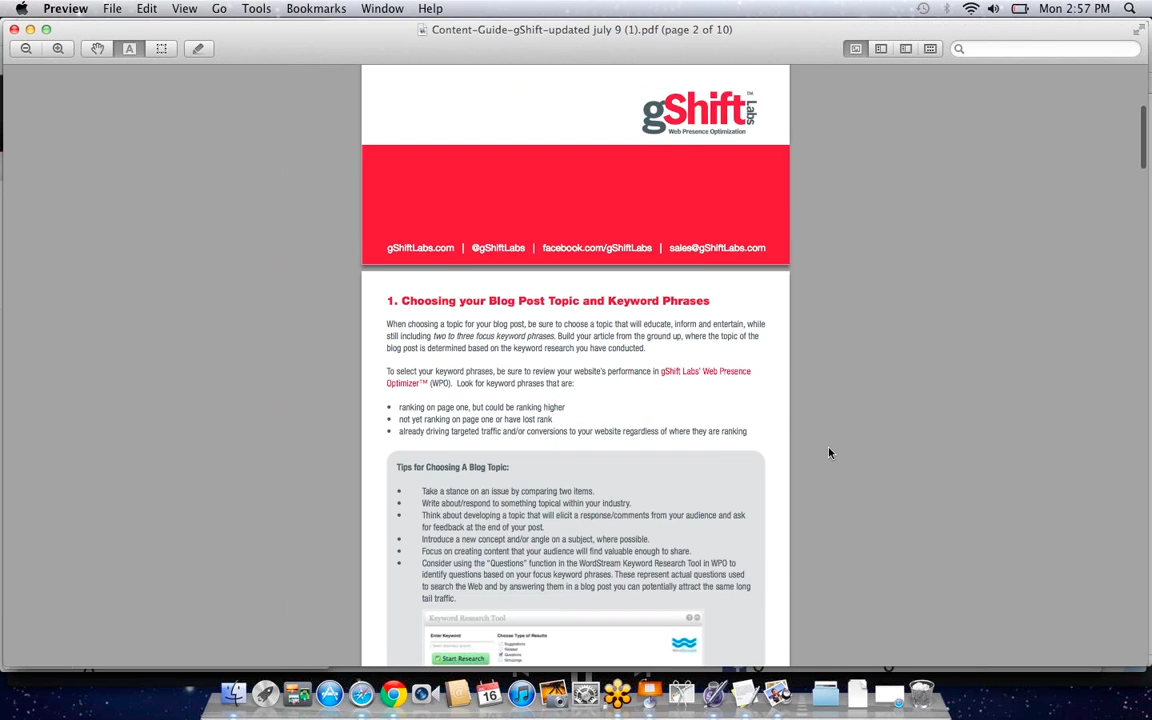 Preview File Edit View Go Tools Bookmarks Window Help Mon 2:57 PM
Content-Guide-gShift-updated july 9 (1).pdf (page 2 of 10)
gShift Labs TM
Web Presence Optimization
gShiftLabs.com | @gShiftLabs | facebook.com/gShiftLabs | sales@gShiftLabs.com
1. Choosing your Blog Post Topic and Keyword Phrases
When choosing a topic for your blog post, be sure to choose a topic that will educate, inform and entertain, while
still including two to three focus keyword phrases. Build your article from the ground up, where the topic of the
blog post is determined based on the keyword research you have conducted.
To select your keyword phrases, be sure to review your website's performance in gShift Labs' Web Presence
Optimizer™ (WPO). Look for keyword phrases that are:
• ranking on page one, but could be ranking higher
• not yet ranking on page one or have lost rank
• already driving targeted traffic and/or conversions to your website regardless of where they are ranking
Tips for Choosing A Blog Topic:
• Take a stance on an issue by comparing two items.
• Write about/respond to something topical within your industry.
• Think about developing a topic that will elicit a response/comments from your audience and ask
for feedback at the end of your post.
• Introduce a new concept and/or angle on a subject, where possible.
• Focus on creating content that your audience will find valuable enough to share.
• Consider using the "Questions" function in the WordStream Keyword Research Tool in WPO to
identify questions based on your focus keyword phrases. These represent actual questions used
to search the Web and by answering them in a blog post you can potentially attract the same long
tail traffic.
Keyword Research Tool
Enter Keyword Choose Type of Results
Suggestions
Related
Questions
Start Research
16